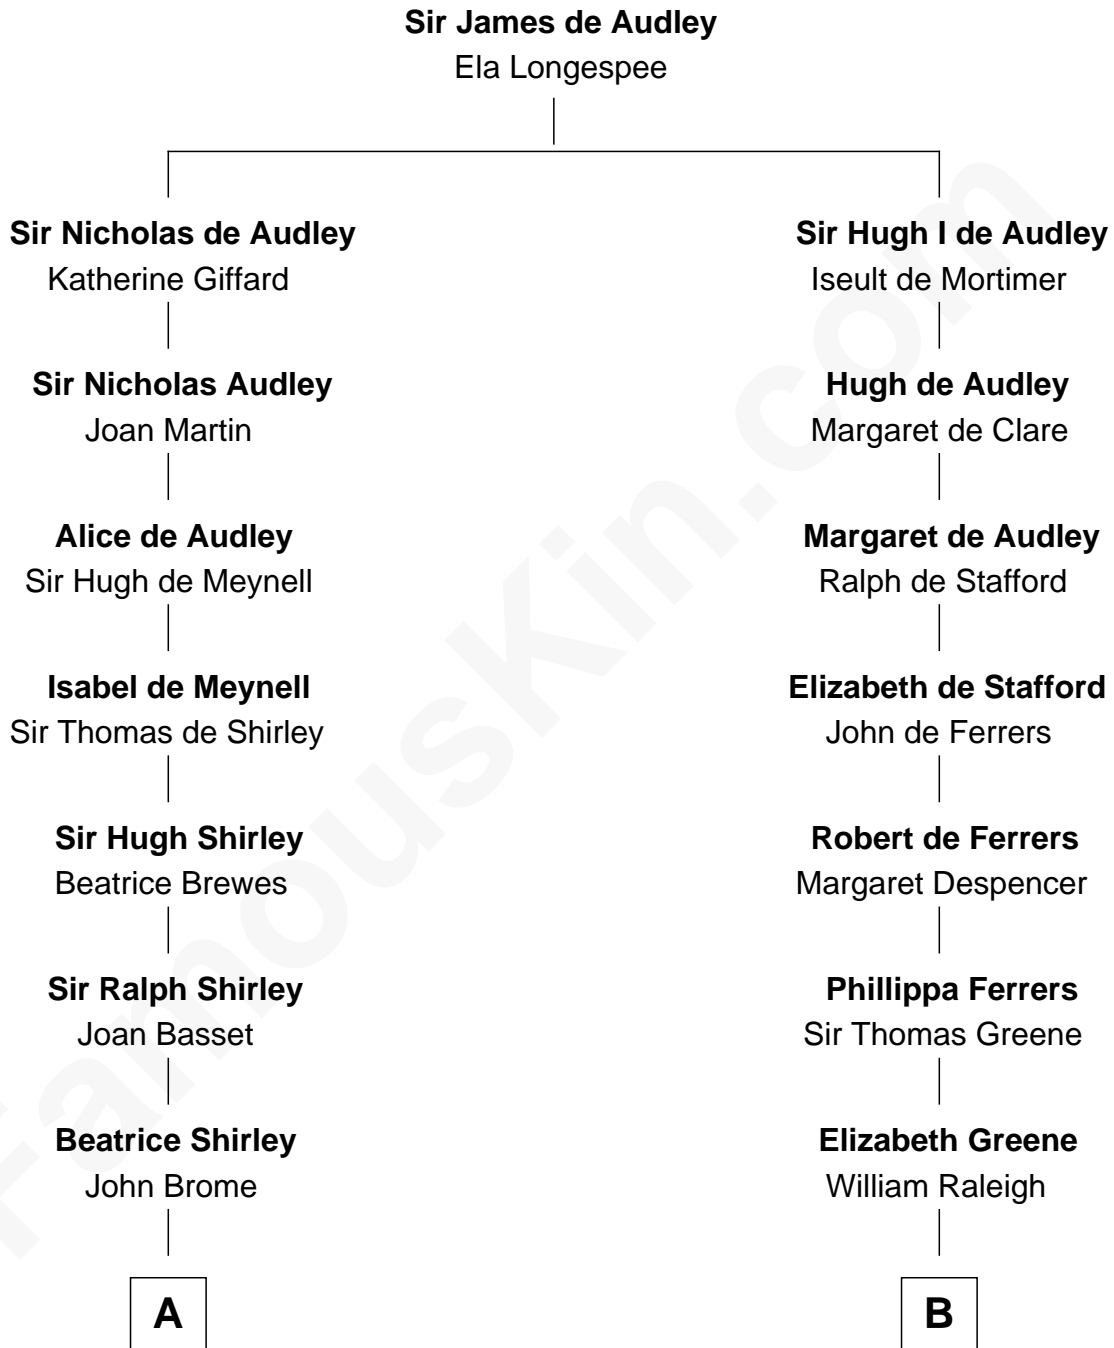 Sir James de Audley
Ela Longespee
Sir Nicholas de Audley
Katherine Giffard
Sir Hugh I de Audley
Iseult de Mortimer
Sir Nicholas Audley
Joan Martin
Hugh de Audley
Margaret de Clare
Alice de Audley
Sir Hugh de Meynell
Margaret de Audley
Ralph de Stafford
Isabel de Meynell
Sir Thomas de Shirley
Elizabeth de Stafford
John de Ferrers
Sir Hugh Shirley
Beatrice Brewes
Robert de Ferrers
Margaret Despencer
Sir Ralph Shirley
Joan Basset
Phillippa Ferrers
Sir Thomas Greene
Beatrice Shirley
John Brome
Elizabeth Greene
William Raleigh
A
B
FamousKin.com